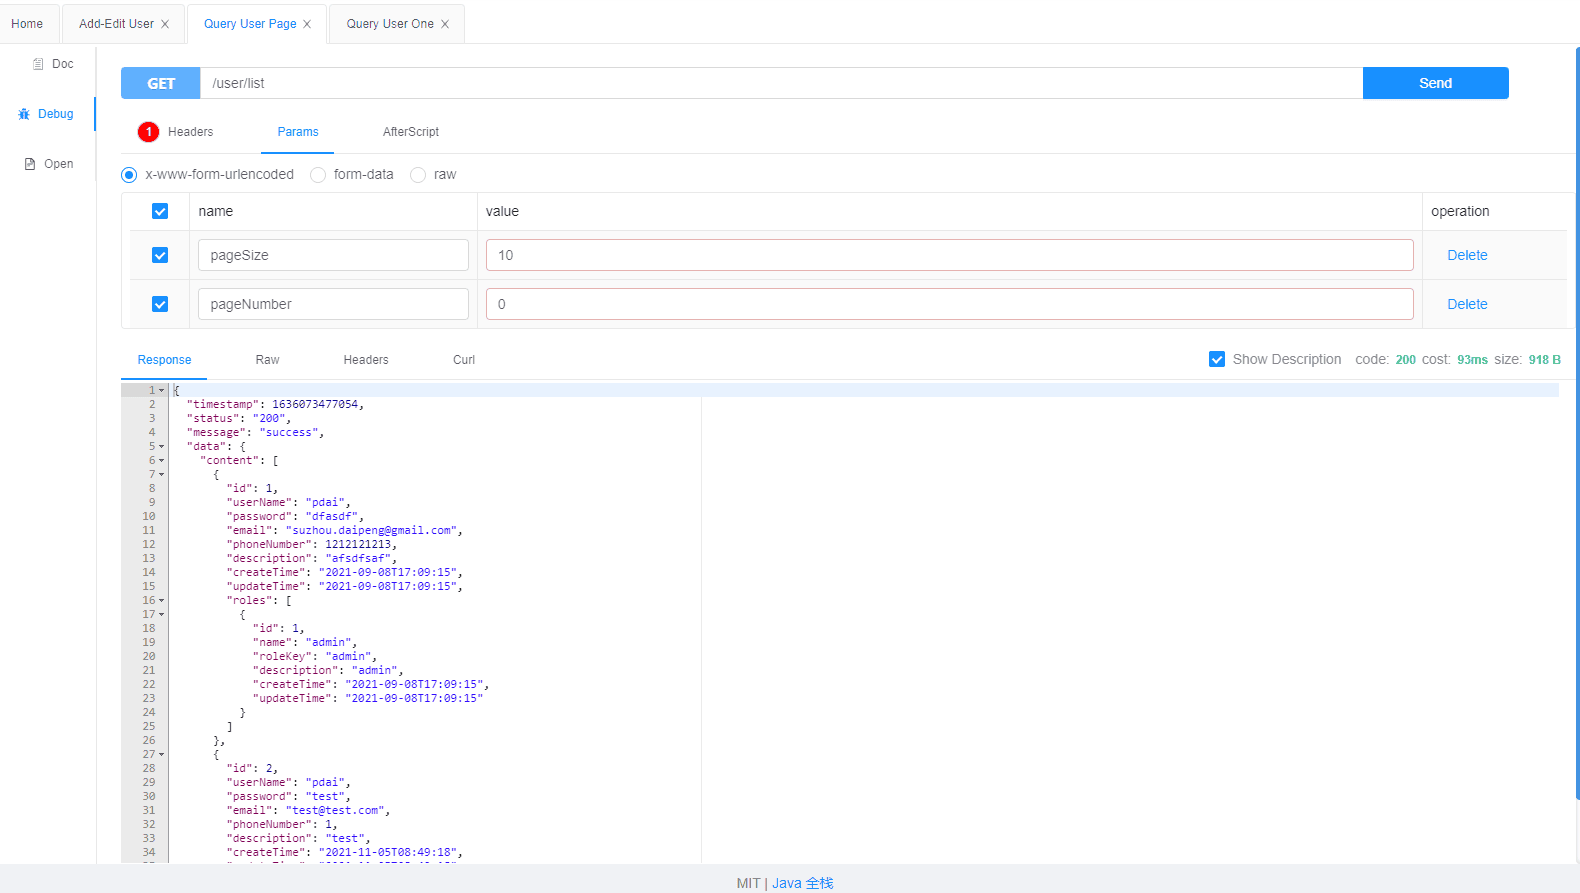 Home
Add-Edit User
Query User Page
Query User One
Doc
Debug
Open
GET /user/list Send
1 Headers Params AfterScript
x-www-form-urlencoded form-data raw
name value operation
pageSize 10 Delete
pageNumber 0 Delete
Response Raw Headers Curl Show Description code: 200 cost: 93ms size: 918 B
1 {
2 "timestamp": 1636073477054,
3 "status": "200",
4 "message": "success",
5 "data": {
6 "content": [
7 {
8 "id": 1,
9 "userName": "pdai",
10 "password": "dfasdf",
11 "email": "suzhou.daipeng@gmail.com",
12 "phoneNumber": 1212121213,
13 "description": "afsdfsaf",
14 "createTime": "2021-09-08T17:09:15",
15 "updateTime": "2021-09-08T17:09:15",
16 "roles": [
17 {
18 "id": 1,
19 "name": "admin",
20 "roleKey": "admin",
21 "description": "admin",
22 "createTime": "2021-09-08T17:09:15",
23 "updateTime": "2021-09-08T17:09:15"
24 }
25 ]
26 },
27 {
28 "id": 2,
29 "userName": "pdai",
30 "password": "test",
31 "email": "test@test.com",
32 "phoneNumber": 1,
33 "description": "test",
34 "createTime": "2021-11-05T08:49:18",
MIT | Java 全栈